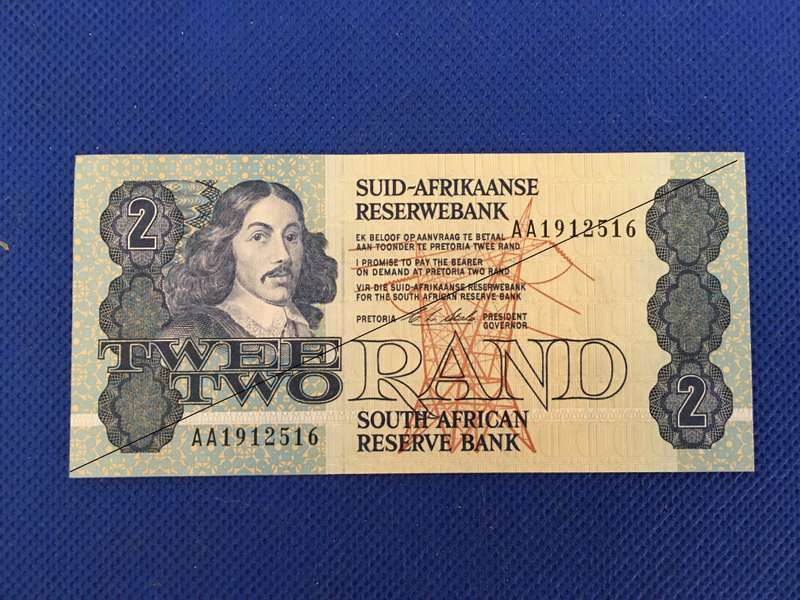 2
SUID-AFRIKAANSE
RESERWEBANK
AA1912516
EK BELOOF OP AANVRAAG TE BETAAL
AAN TOONDER TE PRETORIA TWEE RAND
I PROMISE TO PAY THE BEARER
ON DEMAND AT PRETORIA TWO RAND
VIR DIE SUID-AFRIKAANSE RESERWEBANK
FOR THE SOUTH AFRICAN RESERVE BANK
PRETORIA PRESIDENT
GOVERNOR
TWEE
TWO
RAND
2
AA1912516
SOUTH AFRICAN
RESERVE BANK